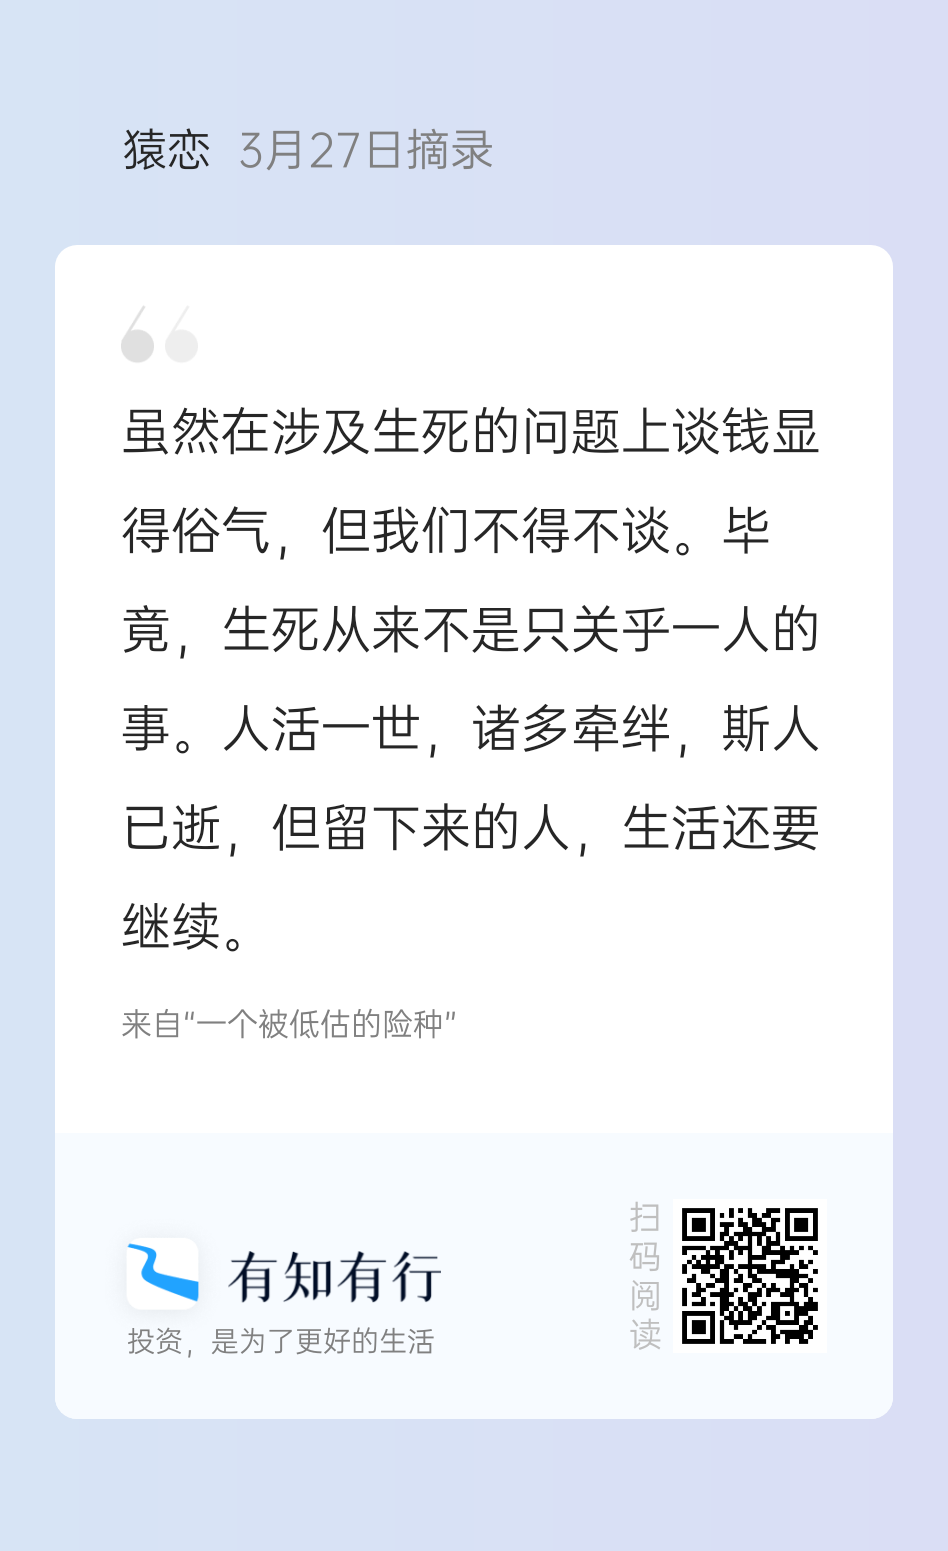 猿恋 3月27日摘录
虽然在涉及生死的问题上谈钱显
得俗气，但我们不得不谈。毕
竟，生死从来不是只关乎一人的
事。人活一世，诸多牵绊，斯人
已逝，但留下来的人，生活还要
继续。
来自“一个被低估的险种”
有知有行
投资，是为了更好的生活
扫码阅读